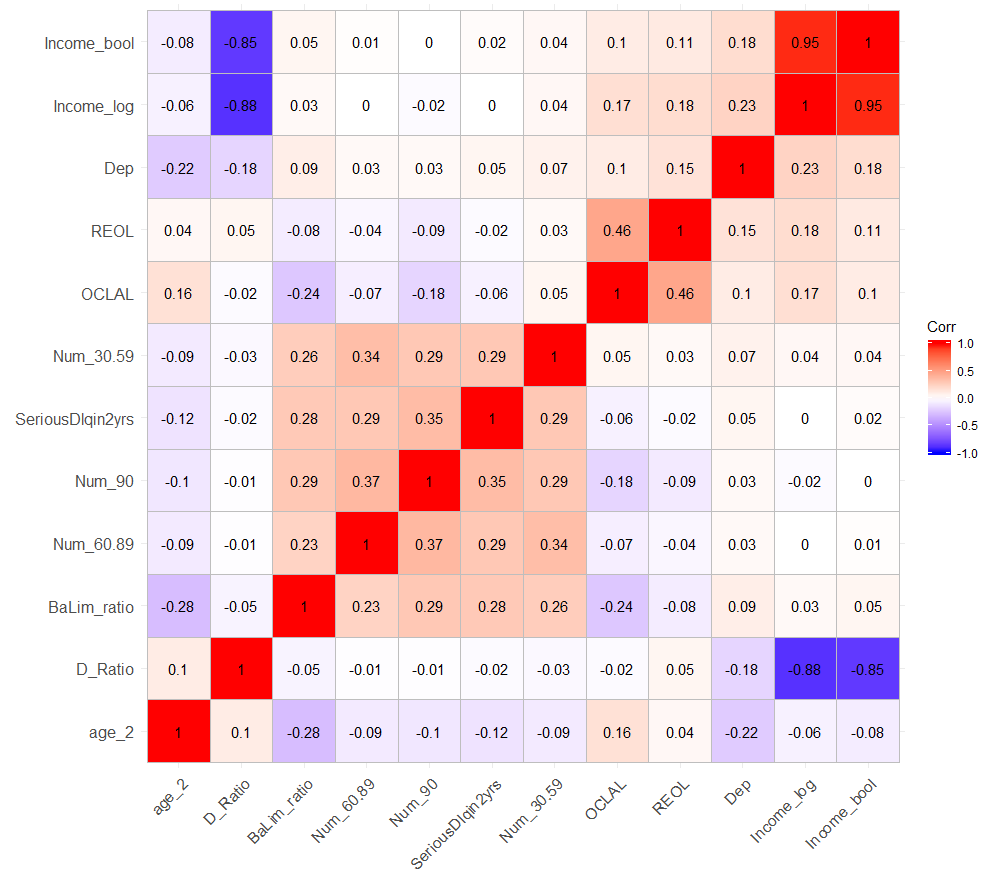 Income_bool -0.08 -0.85 0.05 0.01 0 0.02 0.04 0.1 0.11 0.18 0.95 1
Income_log -0.06 -0.88 0.03 0 -0.02 0 0.04 0.17 0.18 0.23 1 0.95
Dep -0.22 -0.18 0.09 0.03 0.03 0.05 0.07 0.1 0.15 1 0.23 0.18
REOL 0.04 0.05 -0.08 -0.04 -0.09 -0.02 0.03 0.46 1 0.15 0.18 0.11
OCLAL 0.16 -0.02 -0.24 -0.07 -0.18 -0.06 0.05 1 0.46 0.1 0.17 0.1
Num_30.59 -0.09 -0.03 0.26 0.34 0.29 0.29 1 0.05 0.03 0.07 0.04 0.04
SeriousDlqin2yrs -0.12 -0.02 0.28 0.29 0.35 1 0.29 -0.06 -0.02 0.05 0 0.02
Num_90 -0.1 -0.01 0.29 0.37 1 0.35 0.29 -0.18 -0.09 0.03 -0.02 0
Num_60.89 -0.09 -0.01 0.23 1 0.37 0.29 0.34 -0.07 -0.04 0.03 0 0.01
BaLim_ratio -0.28 -0.05 1 0.23 0.29 0.28 0.26 -0.24 -0.08 0.09 0.03 0.05
D_Ratio 0.1 1 -0.05 -0.01 -0.01 -0.02 -0.03 -0.02 0.05 -0.18 -0.88 -0.85
age_2 1 0.1 -0.28 -0.09 -0.1 -0.12 -0.09 0.16 0.04 -0.22 -0.06 -0.08
age_2 D_Ratio BaLim_ratio Num_60.89 Num_90 SeriousDlqin2yrs Num_30.59 OCLAL REOL Dep Income_log Income_bool
Corr
1.0
0.5
0.0
-0.5
-1.0